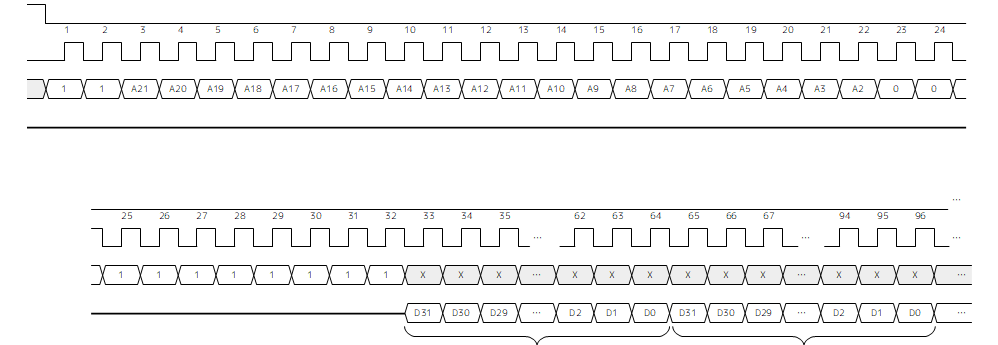 1 2 3 4 5 6 7 8 9 10 11 12 13 14 15 16 17 18 19 20 21 22 23 24
1 1 A21 A20 A19 A18 A17 A16 A15 A14 A13 A12 A11 A10 A9 A8 A7 A6 A5 A4 A3 A2 0 0
...
25 26 27 28 29 30 31 32 33 34 35 ... 62 63 64 65 66 67 ... 94 95 96 ...
1 1 1 1 1 1 1 1 X X X ... X X X X X X ... X X X ...
D31 D30 D29 ... D2 D1 D0 D31 D30 D29 ... D2 D1 D0 ...